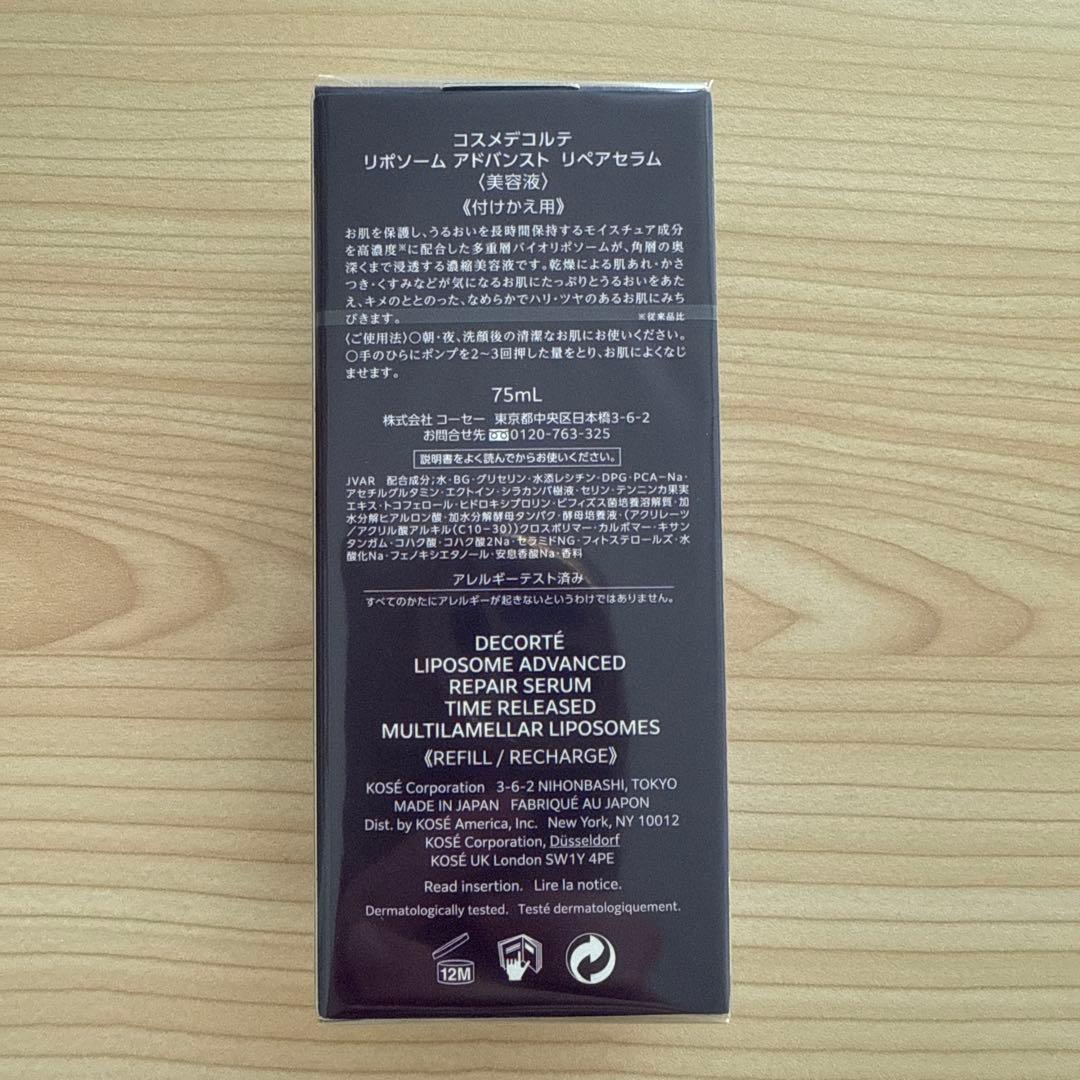 コスメデコルテ
リポソーム アドバンスト リペアセラム
〈美容液〉
《付けかえ用》
お肌を保護し、うるおいを長時間保持するモイスチュア成分
を高濃度※に配合した多重層バイオリポソームが、角層の奥
深くまで浸透する濃縮美容液です。乾燥による肌あれ・かさ
つき・くすみなどが気になるお肌にたっぷりとうるおいをあた
え、キメのととのった、なめらかでハリ・ツヤのあるお肌にみち
びきます。 ※従来品比
〈ご使用法〉○朝・夜、洗顔後の清潔なお肌にお使いください。
○手のひらにポンプを2～3回押した量をとり、お肌によくなじ
ませます。
75mL
株式会社 コーセー 東京都中央区日本橋3-6-2
お問合せ先 0120-763-325
説明書をよく読んでからお使いください。
JVAR 配合成分;水・BG・グリセリン・水添レシチン・DPG・PCA-Na・
アセチルグルタミン・エクトイン・シラカンバ樹液・セリン・テンニンカ果実
エキス・トコフェロール・ヒドロキシプロリン・ビフィズス菌培養溶解質・加
水分解ヒアルロン酸・加水分解酵母タンパク・酵母培養液・(アクリレーツ
/アクリル酸アルキル(C10-30))クロスポリマー・カルボマー・キサン
タンガム・コハク酸・コハク酸2Na・セラミドNG・フィトステロールズ・水
酸化Na・フェノキシエタノール・安息香酸Na・香料
アレルギーテスト済み
すべてのかたにアレルギーが起きないというわけではありません。
DECORTÉ
LIPOSOME ADVANCED
REPAIR SERUM
TIME RELEASED
MULTILAMELLAR LIPOSOMES
《REFILL / RECHARGE》
KOSÉ Corporation 3-6-2 NIHONBASHI, TOKYO
MADE IN JAPAN FABRIQUÉ AU JAPON
Dist. by KOSÉ America, Inc. New York, NY 10012
KOSÉ Corporation, Düsseldorf
KOSÉ UK London SW1Y 4PE
Read insertion. Lire la notice.
Dermatologically tested. Testé dermatologiquement.
12M